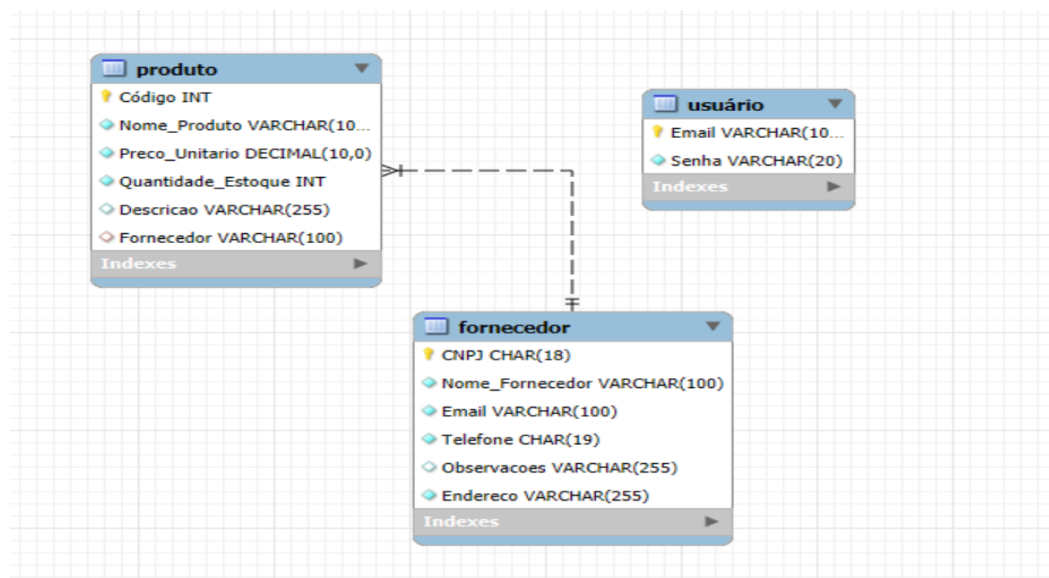 produto
Código INT
Nome_Produto VARCHAR(10...
Preco_Unitario DECIMAL(10,0)
Quantidade_Estoque INT
Descricao VARCHAR(255)
Fornecedor VARCHAR(100)
Indexes
usuário
Email VARCHAR(10...
Senha VARCHAR(20)
Indexes
fornecedor
CNPJ CHAR(18)
Nome_Fornecedor VARCHAR(100)
Email VARCHAR(100)
Telefone CHAR(19)
Observacoes VARCHAR(255)
Endereco VARCHAR(255)
Indexes